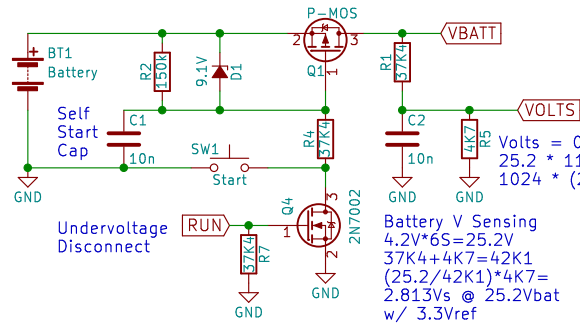 P-MOS
VBATT
2
3
BT1
Battery
R2
150k
9.1V
D1
Q1
1
R1
37K4
Self
Start
Cap
C1
10n
R4
37K4
C2
10n
VOLTS
4K7
R5
SW1
Start
GND
GND
GND
Volts = 0
25.2 * 11
1024 * (2
Undervoltage
Disconnect
RUN
Q4
1
3
2
2N7002
37K4
R7
GND
GND
Battery V Sensing
4.2V*6S=25.2V
37K4+4K7=42K1
(25.2/42K1)*4K7=
2.813Vs @ 25.2Vbat
w/ 3.3Vref